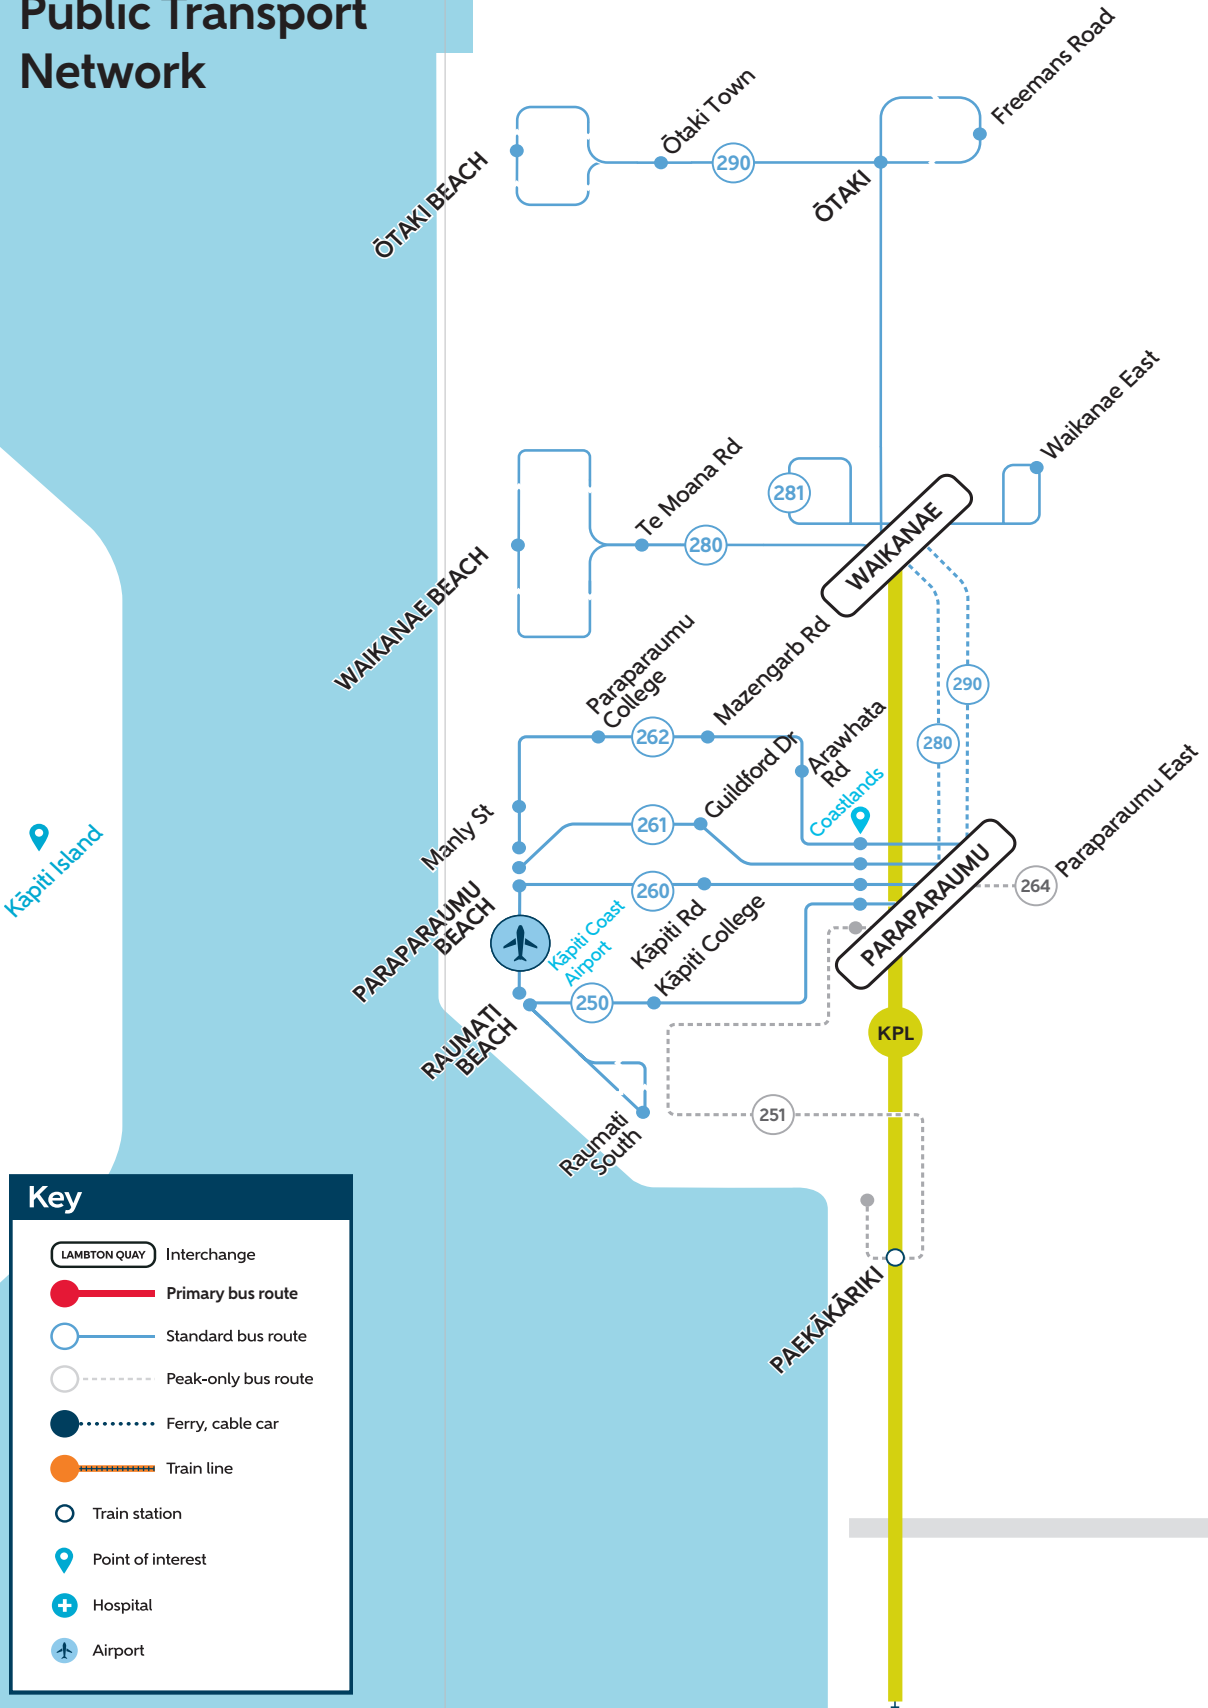 Public Transport
Network
Freemans Road
Ōtaki Town
290
ŌTAKI BEACH
ŌTAKI
Waikanae East
Te Moana Rd
281
WAIKANAE
280
WAIKANAE BEACH
Paraparaumu
College
Mazengarb Rd
290
262
280
Arawhata
Rd
Guildford Dr
Coastlands
Paraparaumu East
Manly St
261
Kāpiti Island
PARAPARAUMU
264
260
PARAPARAUMU
BEACH
Kāpiti Coast
Airport
Kāpiti Rd
Kāpiti College
250
RAUMATI
BEACH
KPL
251
Raumati
South
PAEKĀKĀRIKI
Key
LAMBTON QUAY Interchange
Primary bus route
Standard bus route
Peak-only bus route
Ferry, cable car
Train line
Train station
Point of interest
Hospital
Airport